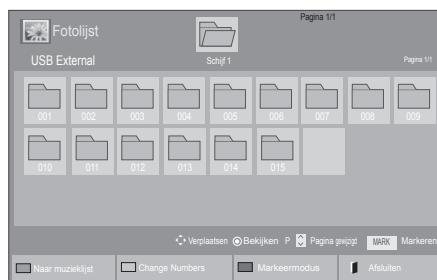 Pagina 1/1
Fotolijst
USB External
Schijf 1
Pagina 1/1
001 002 003 004 005 006 007 008 009
010 011 012 013 014 015
Verplaatsen Bekijken P Pagina gewijzigt MARK Markeren
Naar muzieklijst Change Numbers Markeermodus Afsluiten